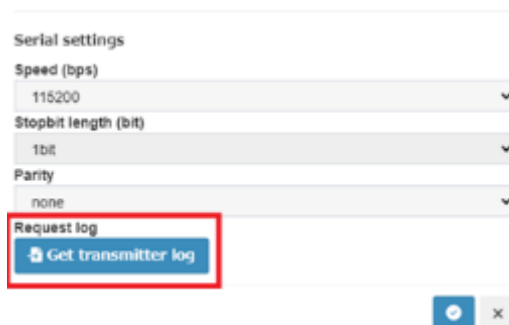 Serial settings
Speed (bps)
115200
Stopbit length (bit)
1bit
Parity
none
Request log
Get transmitter log